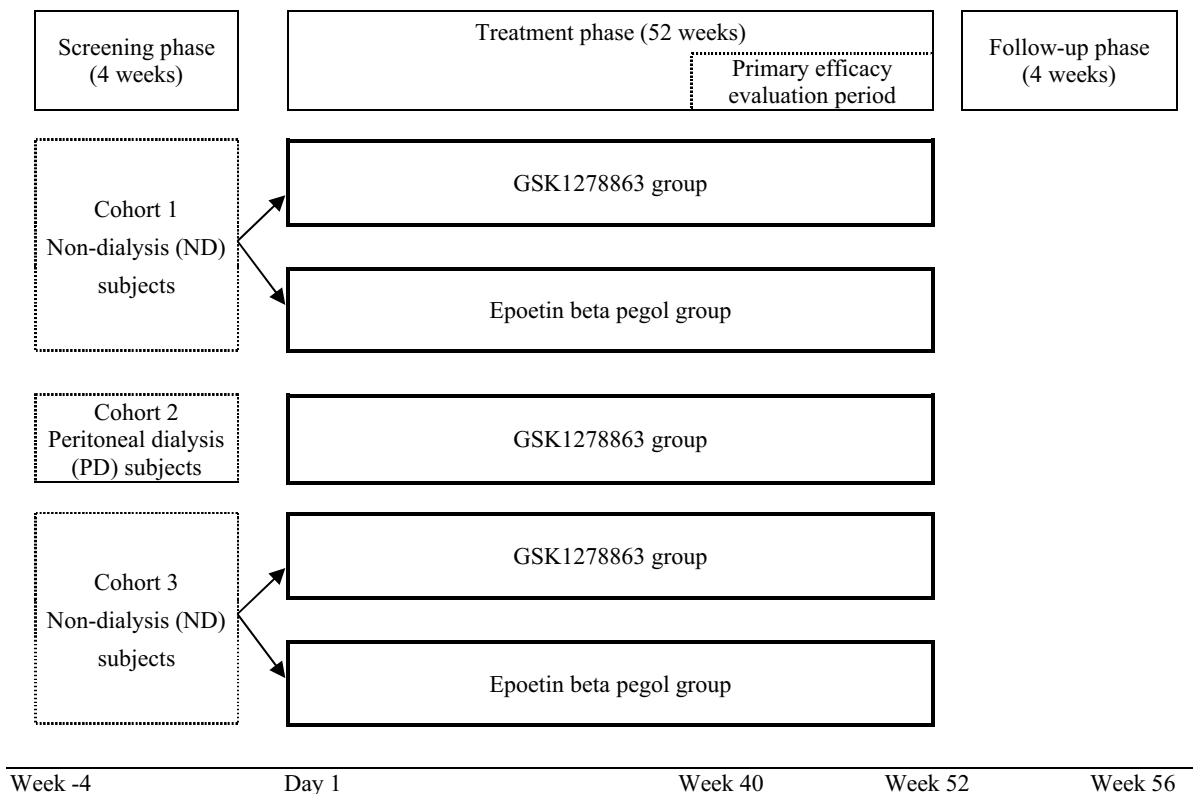 Screening phase
(4 weeks)
Treatment phase (52 weeks)
Primary efficacy
evaluation period
Follow-up phase
(4 weeks)
Cohort 1
Non-dialysis (ND)
subjects
GSK1278863 group
Epoetin beta pegol group
Cohort 2
Peritoneal dialysis
(PD) subjects
GSK1278863 group
Cohort 3
Non-dialysis (ND)
subjects
GSK1278863 group
Epoetin beta pegol group
Week -4 Day 1 Week 40 Week 52 Week 56